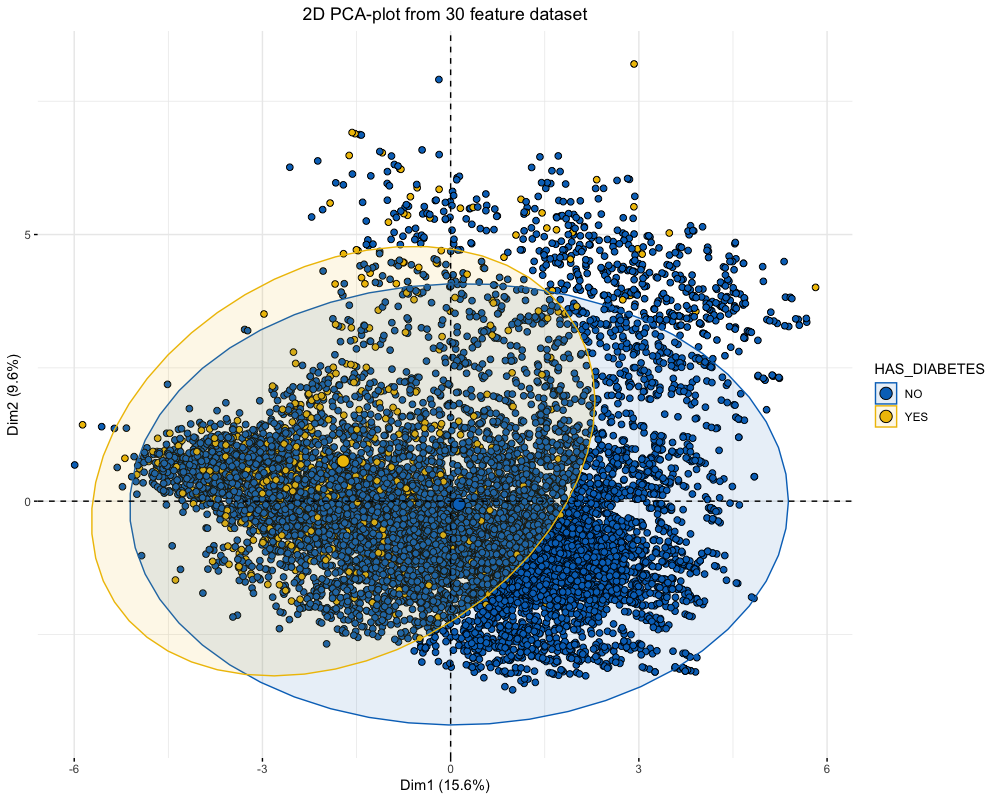 2D PCA-plot from 30 feature dataset
5
0
Dim2 (9.6%)
-6
-3
0
3
6
Dim1 (15.6%)
HAS_DIABETES
NO
YES